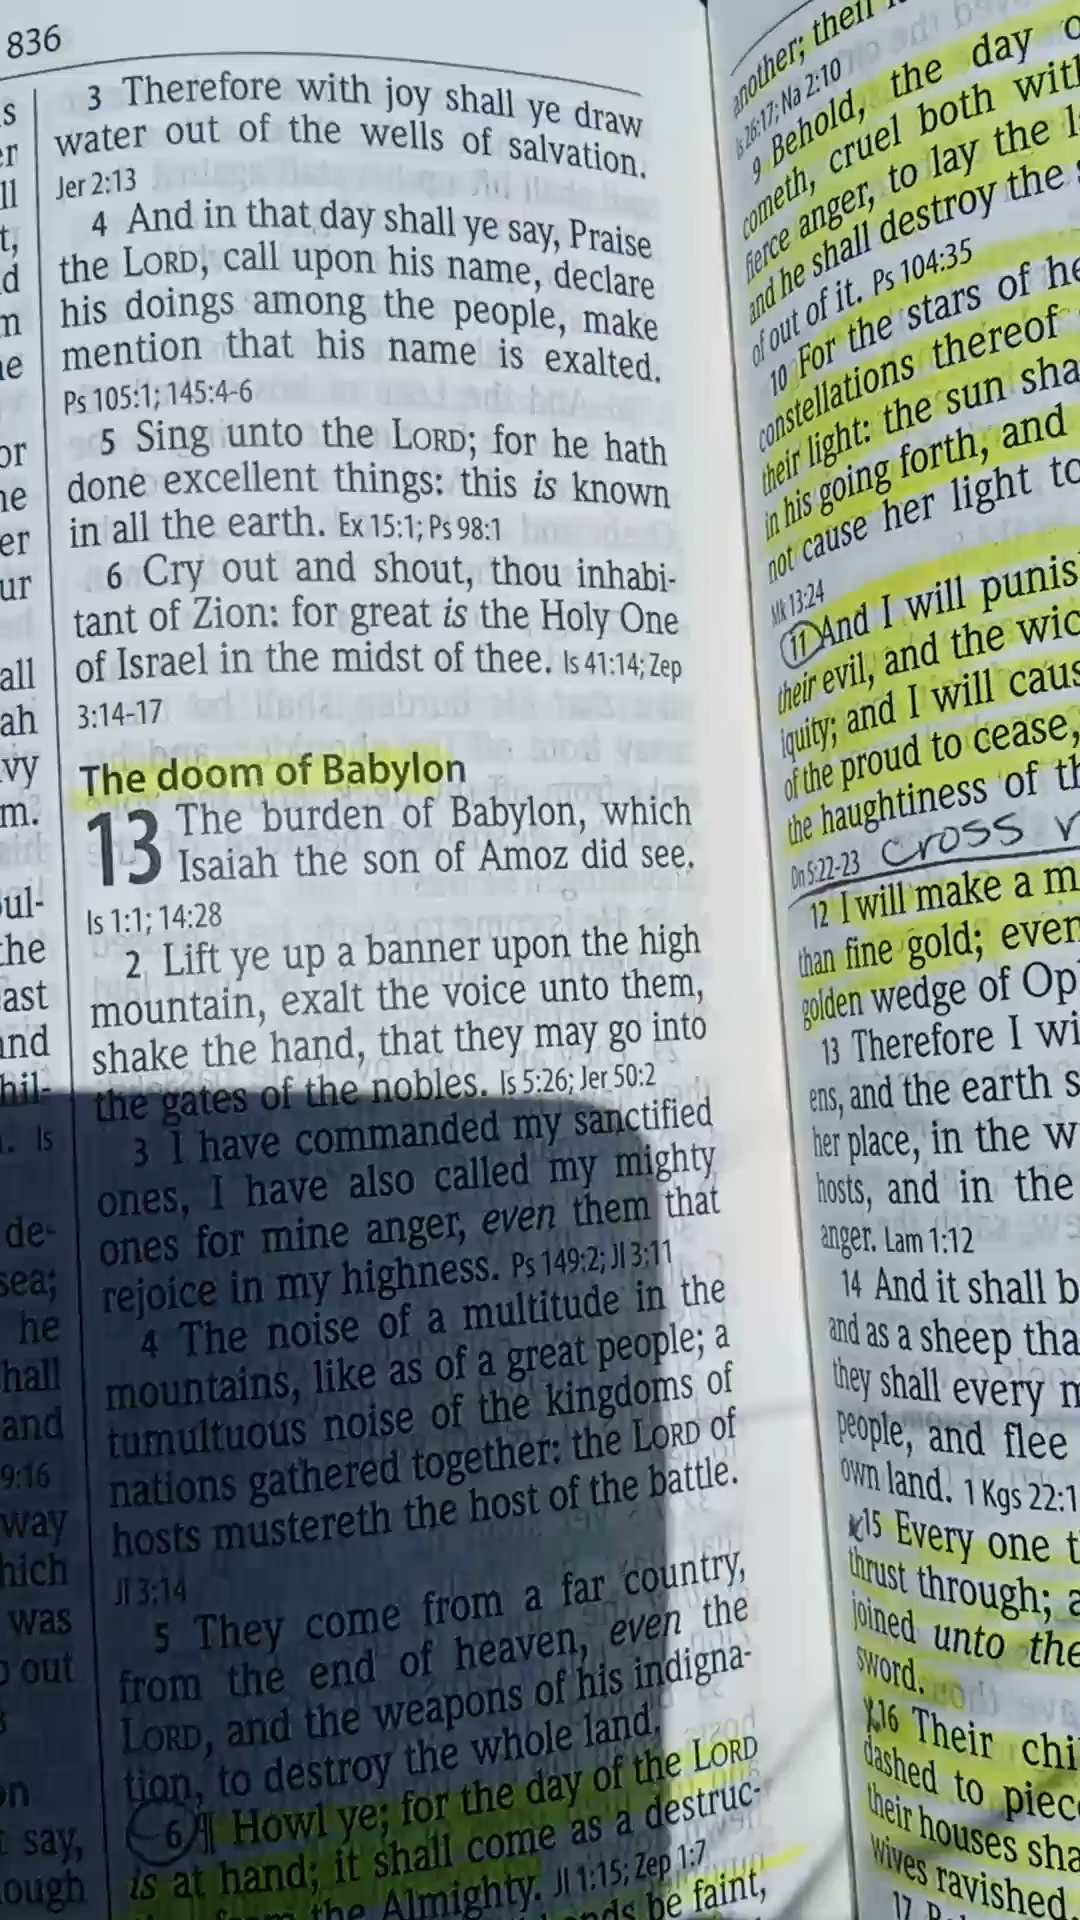 836
3 Therefore with joy shall ye draw
water out of the wells of salvation.
Jer 2:13
4 And in that day shall ye say, Praise
the LORD, call upon his name, declare
his doings among the people, make
mention that his name is exalted.
Ps 105:1; 145:4-6
5 Sing unto the LORD; for he hath
done excellent things: this is known
in all the earth. Ex 15:1; Ps 98:1
6 Cry out and shout, thou inhabi-
tant of Zion: for great is the Holy One
of Israel in the midst of thee. Is 41:14; Zep
3:14-17
The doom of Babylon
13 The burden of Babylon, which
Isaiah the son of Amoz did see.
Is 1:1; 14:28
2 Lift ye up a banner upon the high
mountain, exalt the voice unto them,
shake the hand, that they may go into
the gates of the nobles. Is 5:26; Jer 50:2
3 I have commanded my sanctified
ones, I have also called my mighty
ones for mine anger, even them that
rejoice in my highness. Ps 149:2; Jl 3:11
4 The noise of a multitude in the
mountains, like as of a great people; a
tumultuous noise of the kingdoms of
nations gathered together: the LORD of
hosts mustereth the host of the battle.
Jl 3:14
5 They come from a far country,
from the end of heaven, even the
LORD, and the weapons of his indigna-
tion, to destroy the whole land.
6 ¶ Howl ye; for the day of the LORD
is at hand; it shall come as a destruc-
the Almighty. Jl 1:15; Zep 1:7
be faint,
another; their
Is 26:17; Na 2:10
9 Behold, the day
cometh, cruel both
fierce anger, to lay the
and he shall destroy the
of out of it. Ps 104:35
10 For the stars of
constellations thereof
their light: the sun
in his going forth, and
not cause her light
Mk 13:24
11 And I will
their evil, and the
iquity; and I will
of the proud to cease,
the haughtiness of
Dn 5:22-23 CROSS
12 I will make a
than fine gold;
golden wedge of
13 Therefore I
ens, and the earth
her place, in the
hosts, and in the
anger. Lam 1:12
14 And it shall
and as a sheep
they shall every
people, and flee
own land. 1 Kgs
15 Every one
thrust through;
joined unto
sword.
16 Their
dashed to
their houses
wives ravished.
17